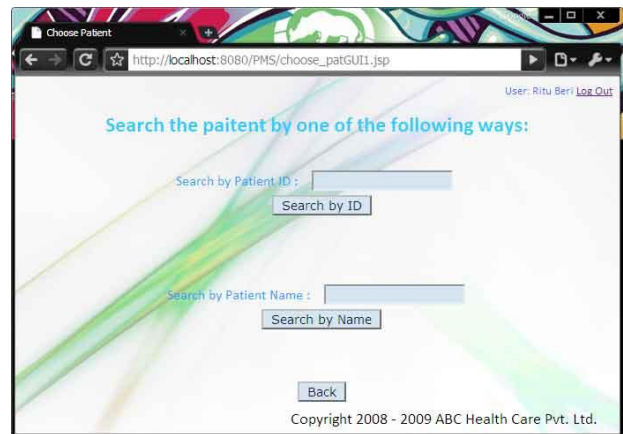 Choose Patient
http://localhost:8080/PMS/choose_patGUI1.jsp
User: Ritu Beri Log Out
Search the paitent by one of the following ways:
Search by Patient ID :
Search by ID
Search by Patient Name :
Search by Name
Back
Copyright 2008 - 2009 ABC Health Care Pvt. Ltd.